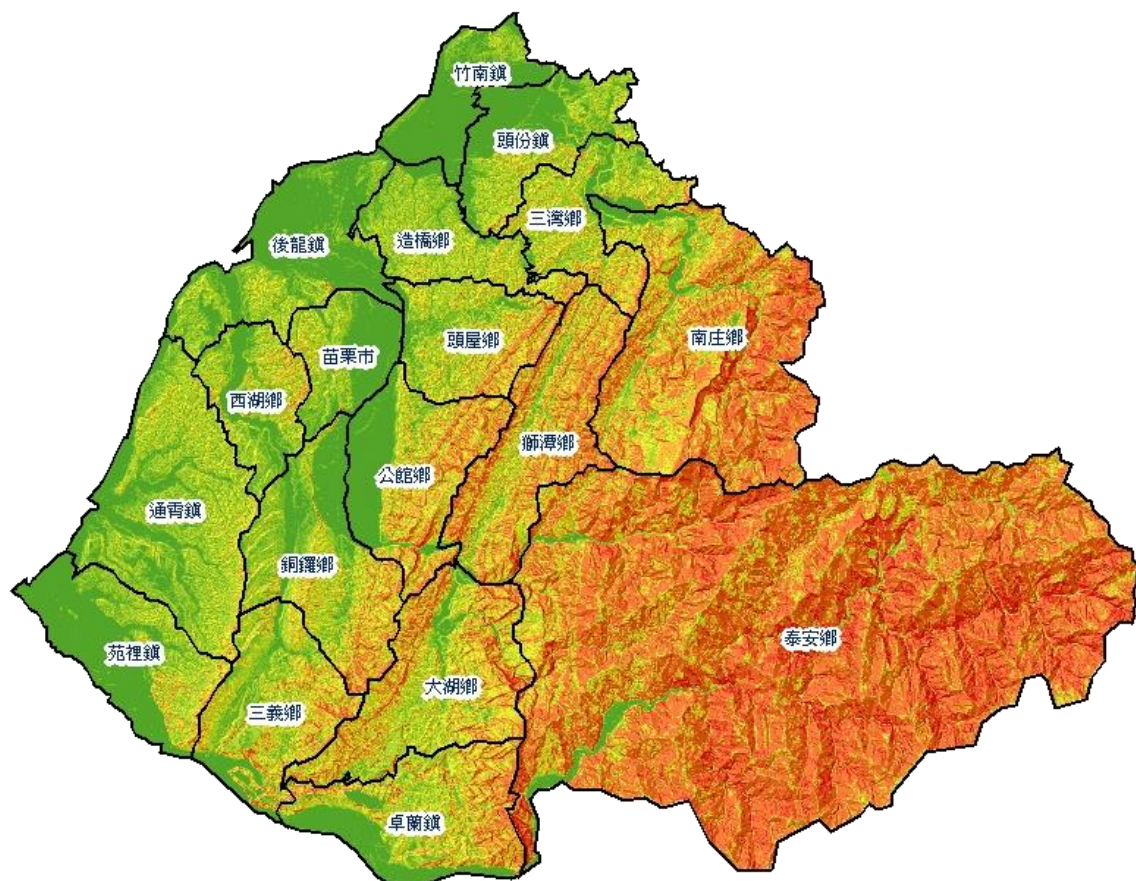 竹南鎮
頭份鎮
三灣鄉
造橋鄉
後龍鎮
頭屋鄉
南庄鄉
苗栗市
西湖鄉
獅潭鄉
公館鄉
通霄鎮
銅鑼鄉
泰安鄉
苑裡鎮
大湖鄉
三義鄉
卓蘭鎮